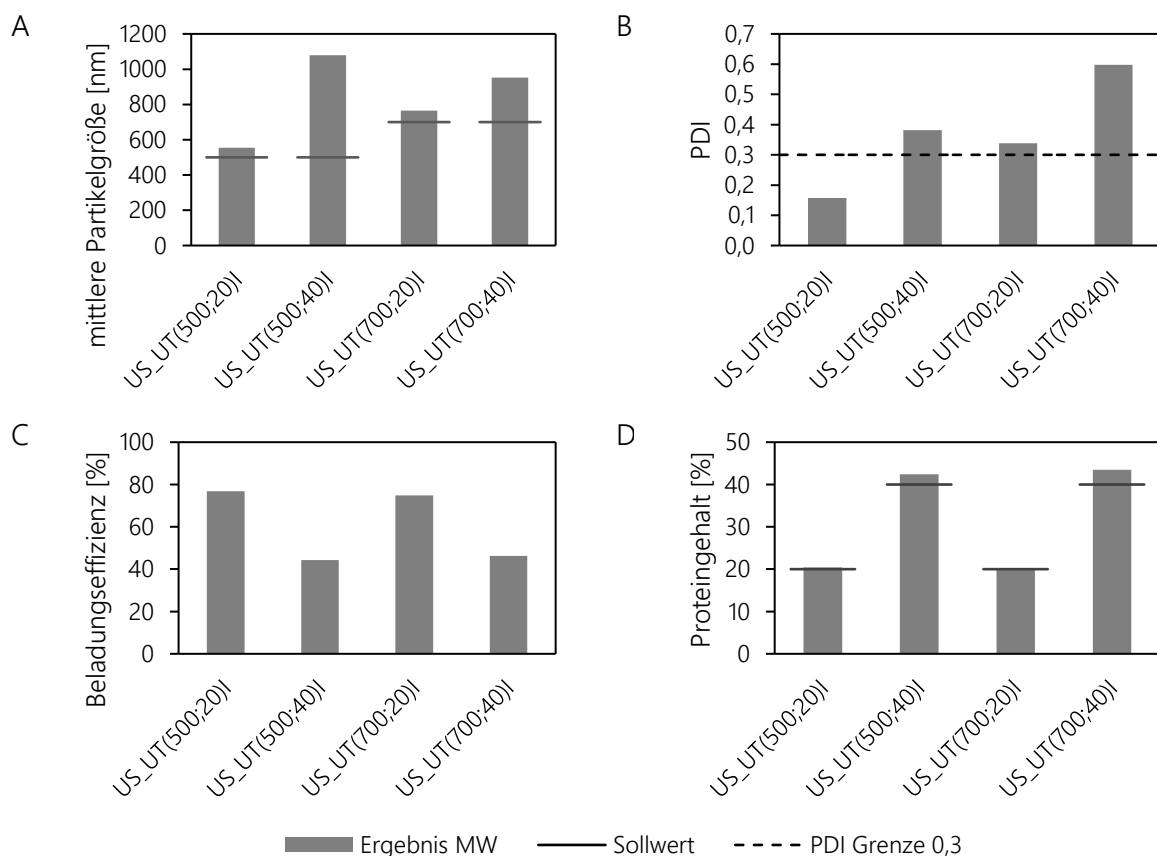 A
mittlere Partikelgröße [nm]
1200
1000
800
600
400
200
0
US_UT(500;20)I
US_UT(500;40)I
US_UT(700;20)I
US_UT(700;40)I
B
PDI
0,7
0,6
0,5
0,4
0,3
0,2
0,1
0,0
US_UT(500;20)I
US_UT(500;40)I
US_UT(700;20)I
US_UT(700;40)I
C
Beladungseffizienz [%]
100
80
60
40
20
0
US_UT(500;20)I
US_UT(500;40)I
US_UT(700;20)I
US_UT(700;40)I
D
Proteingehalt [%]
50
40
30
20
10
0
US_UT(500;20)I
US_UT(500;40)I
US_UT(700;20)I
US_UT(700;40)I
Ergebnis MW
Sollwert
PDI Grenze 0,3